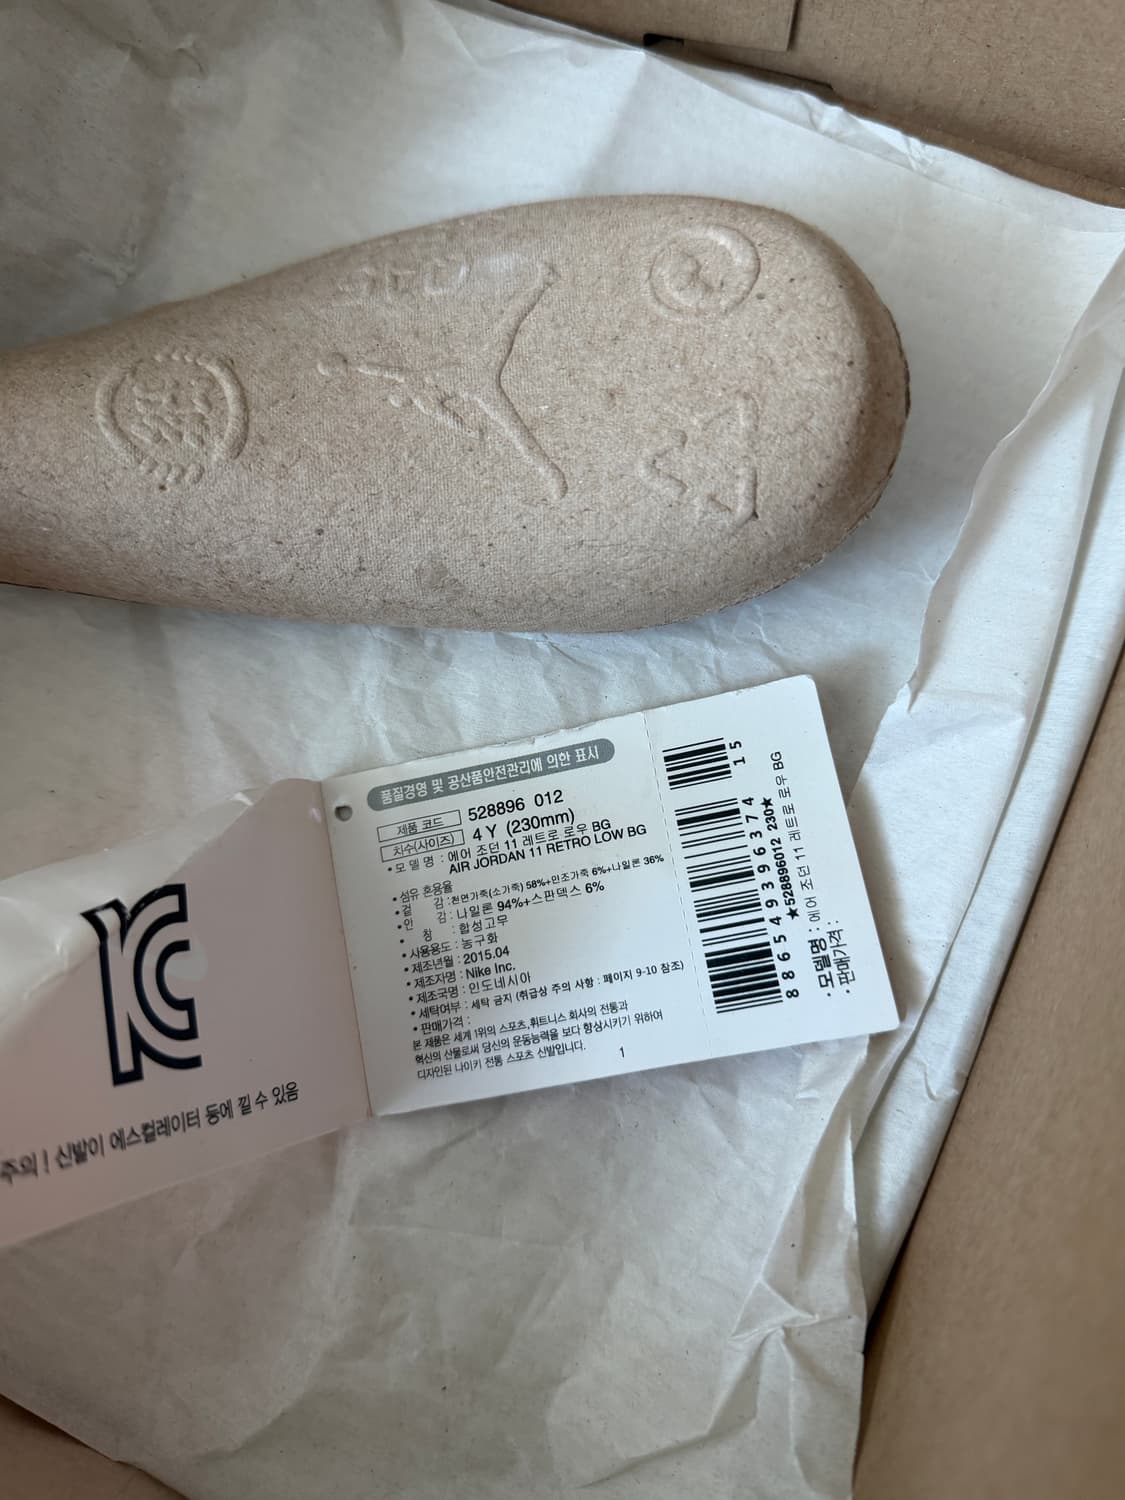 품질경영 및 공산품안전관리에 의한 표시
제품 코드 528896 012
치수(사이즈) 4 Y (230mm)
• 모 델 명 : 에어 조던 11 레트로 로우 BG
AIR JORDAN 11 RETRO LOW BG
• 섬유 혼용율
• 겉 감 : 천연가죽(소가죽) 58%+인조가죽 6%+나일론 36%
• 안 감 : 나일론 94%+스판덱스 6%
• 창 : 합성고무
• 사용용도 : 농구화
• 제조년월 : 2015.04
• 제조자명 : Nike Inc.
• 제조국명 : 인도네시아
• 세탁여부 : 세탁 금지 (취급상 주의 사항 : 페이지 9-10 참조)
• 판매가격 :
본 제품은 세계 1위의 스포츠,휘트니스 회사의 전통과
혁신의 산물로써 당신의 운동능력을 보다 향상시키기 위하여
디자인된 나이키 전통 스포츠 신발입니다.
1
15
8 86549 39637 4
★528896012 230★
· 모델명 : 에어 조던 11 레트로 로우 BG
· 판매가격 :
주의 ! 신발이 에스컬레이터 등에 낄 수 있음